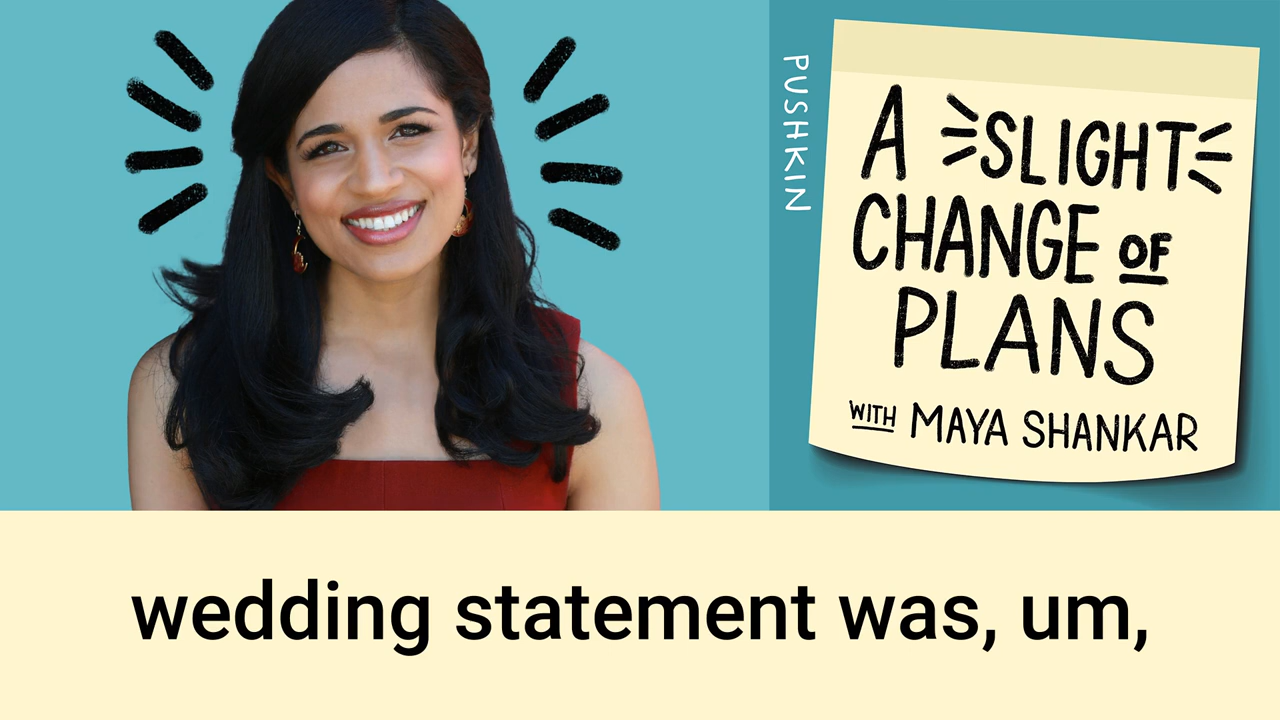 PUSHKIN
A SLIGHT
CHANGE OF
PLANS
WITH MAYA SHANKAR
wedding statement was, um,